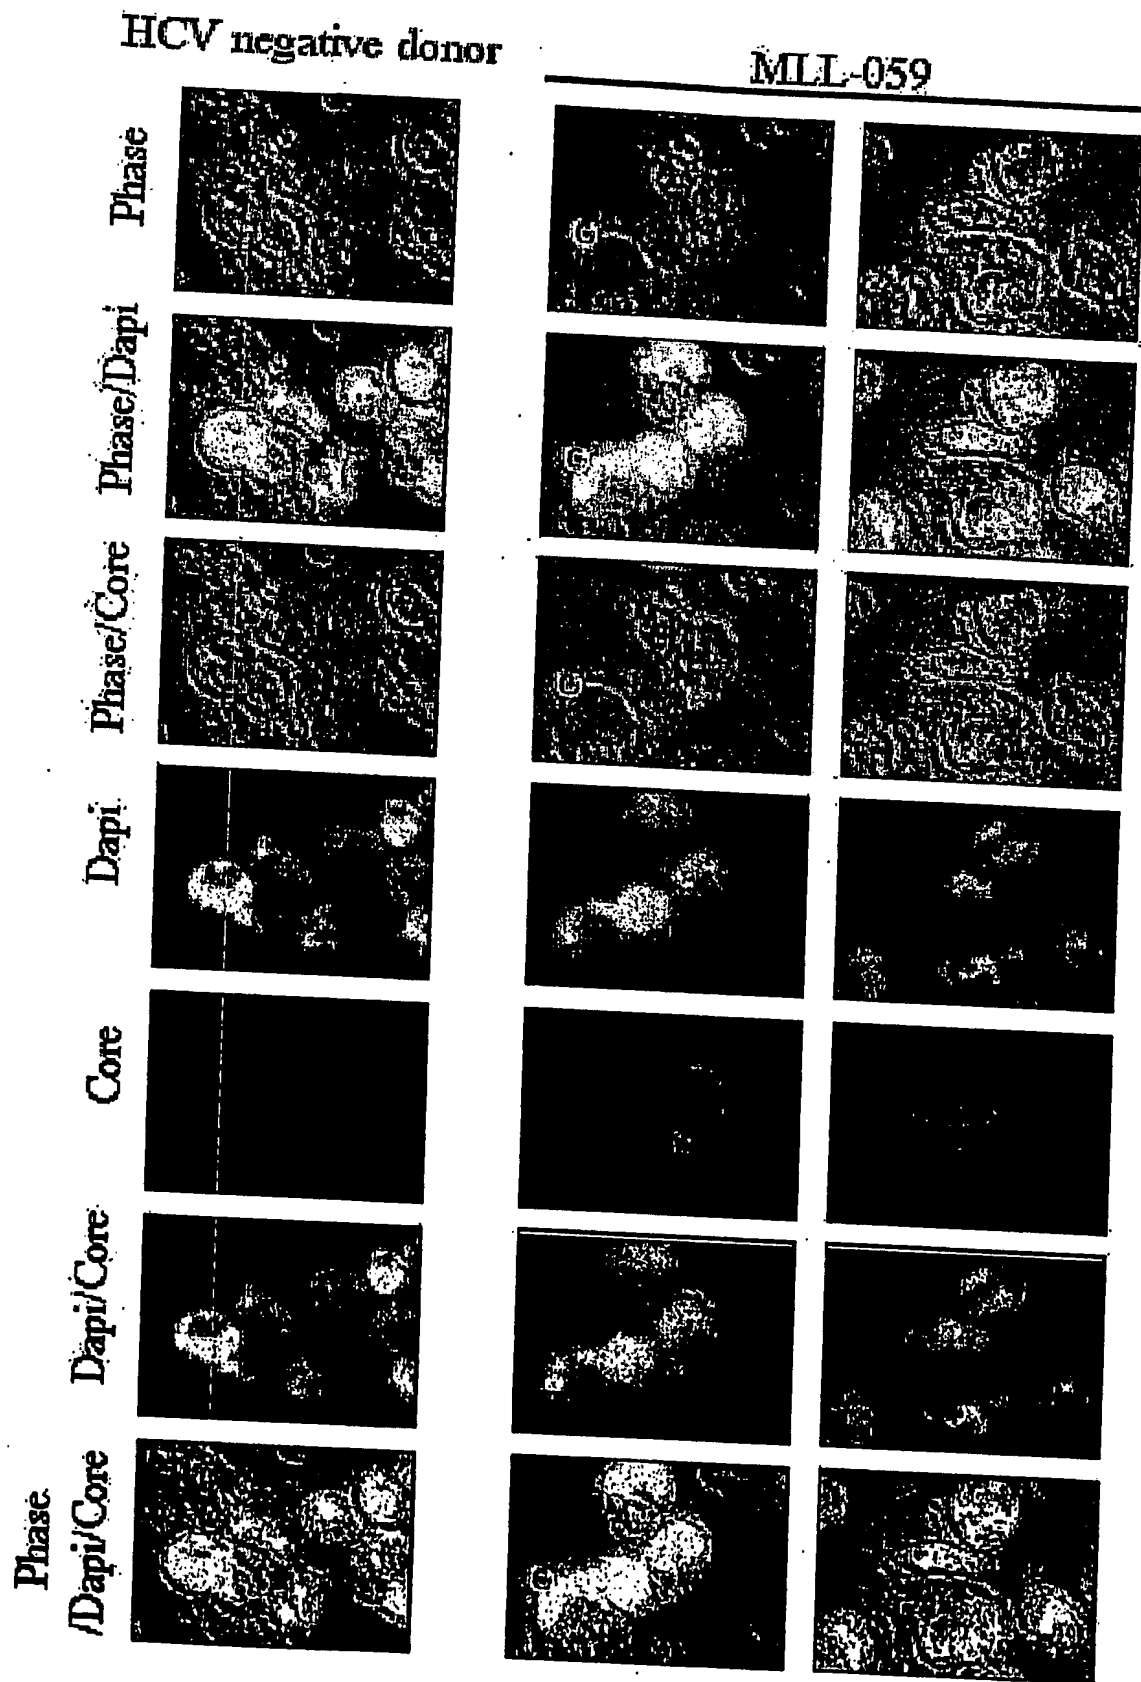 HCV negative donor
MLL-059
Phase
Phase/Dapi
Phase/Core
Dapi
Core
Dapi/Core
Phase
/Dapi/Core